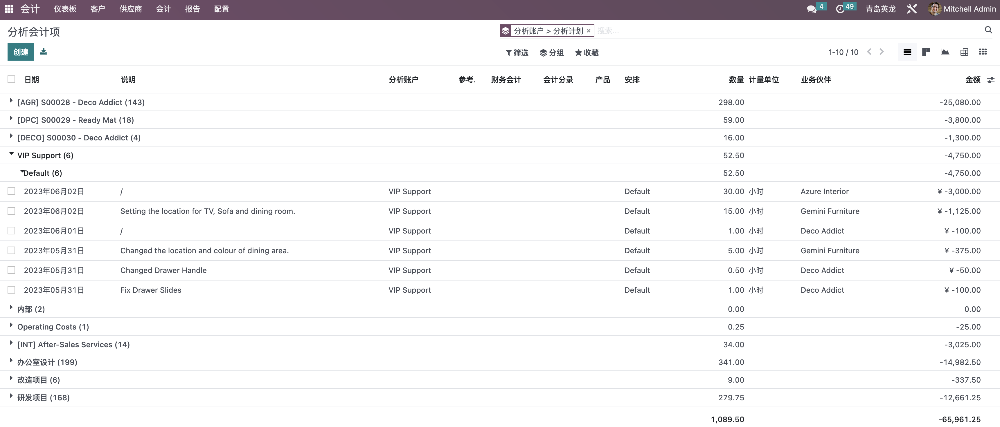 会计 仪表板 客户 供应商 会计 报告 配置 4 49 青岛英龙 Mitchell Admin
分析会计项 分析账户 > 分析计划 × 搜索...
创建 筛选 分组 收藏 1-10 / 10
日期 说明 分析账户 参考. 财务会计 会计分录 产品 安排 数量 计量单位 业务伙伴 金额
[AGR] S00028 - Deco Addict (143) 298.00 -25,080.00
[DPC] S00029 - Ready Mat (18) 59.00 -3,800.00
[DECO] S00030 - Deco Addict (4) 16.00 -1,300.00
VIP Support (6) 52.50 -4,750.00
Default (6) 52.50 -4,750.00
2023年06月02日 / VIP Support Default 30.00 小时 Azure Interior ¥ -3,000.00
2023年06月02日 Setting the location for TV, Sofa and dining room. VIP Support Default 15.00 小时 Gemini Furniture ¥ -1,125.00
2023年06月01日 / VIP Support Default 1.00 小时 Deco Addict ¥ -100.00
2023年05月31日 Changed the location and colour of dining area. VIP Support Default 5.00 小时 Gemini Furniture ¥ -375.00
2023年05月31日 Changed Drawer Handle VIP Support Default 0.50 小时 Deco Addict ¥ -50.00
2023年05月31日 Fix Drawer Slides VIP Support Default 1.00 小时 Deco Addict ¥ -100.00
内部 (2) 0.00 0.00
Operating Costs (1) 0.25 -25.00
[INT] After-Sales Services (14) 34.00 -3,025.00
办公室设计 (199) 341.00 -14,982.50
改造项目 (6) 9.00 -337.50
研发项目 (168) 279.75 -12,661.25
1,089.50 -65,961.25